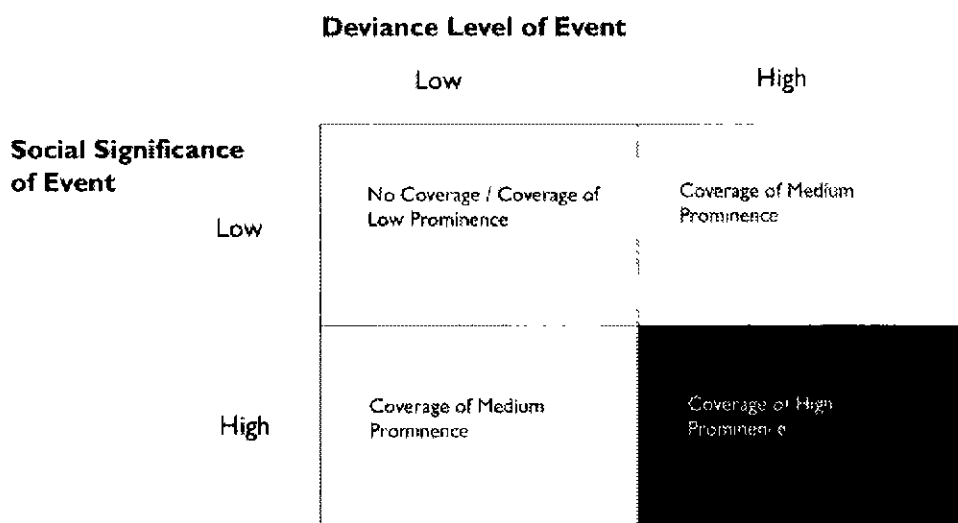 Deviance Level of Event
Low
High
Social Significance
of Event
No Coverage / Coverage of
Low Prominence
Coverage of Medium
Prominence
Low
Coverage of Medium
Prominence
Coverage of High
Prominence
High